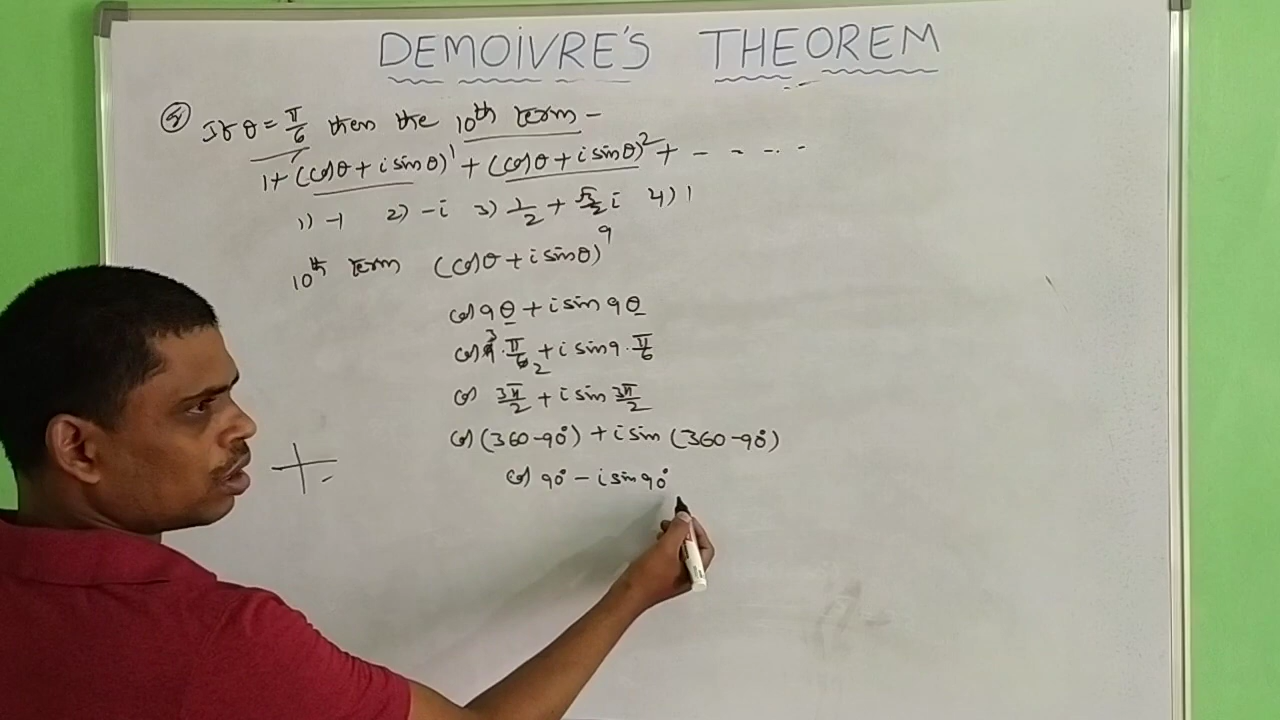 DEMOIVRE'S THEOREM
If θ = π/6 then the 10th term -
1 + (cosθ + i sinθ)¹ + (cosθ + i sinθ)² + - - - - -
1) -1 2) -i 3) 1/2 + √3/2 i 4) 1
10th term (cosθ + i sinθ)⁹
cos 9θ + i sin 9θ
cos 9 3 · π/6 2 + i sin 9 · π/6
cos 3π/2 + i sin 3π/2
cos (360-90°) + i sin (360-90°)
cos 90° - i sin 90°